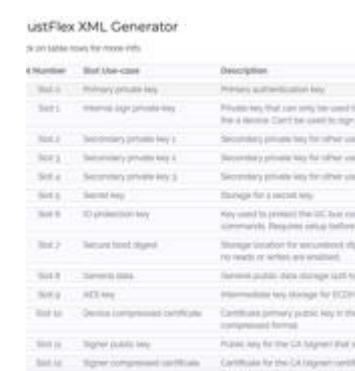 ustFlex XML Generator
ck on table rows for more info
t Number Slot Use-case Description
Slot 0 Primary private key Primary authentication key
Slot 1 Internal sign private key Private key that can only be used t
the a device. Can't be used to sign
Slot 2 Secondary private key 1 Secondary private key for other use
Slot 3 Secondary private key 2 Secondary private key for other use
Slot 4 Secondary private key 3 Secondary private key for other use
Slot 5 Secret key Storage for a secret key
Slot 6 IO protection key Key used to protect the I2C bus co
commands. Requires setup before
Slot 7 Secure boot digest Storage location for secureboot di
no reads or writes are enabled.
Slot 8 General data General public data storage (416 by
Slot 9 AES key Intermediate key storage for ECDH
Slot 10 Device compressed certificate Certificate primary public key in the
compressed format
Slot 11 Signer public key Public key for the CA (signer) that s
Slot 12 Signer compressed certificate Certificate for the CA (signer) certifi